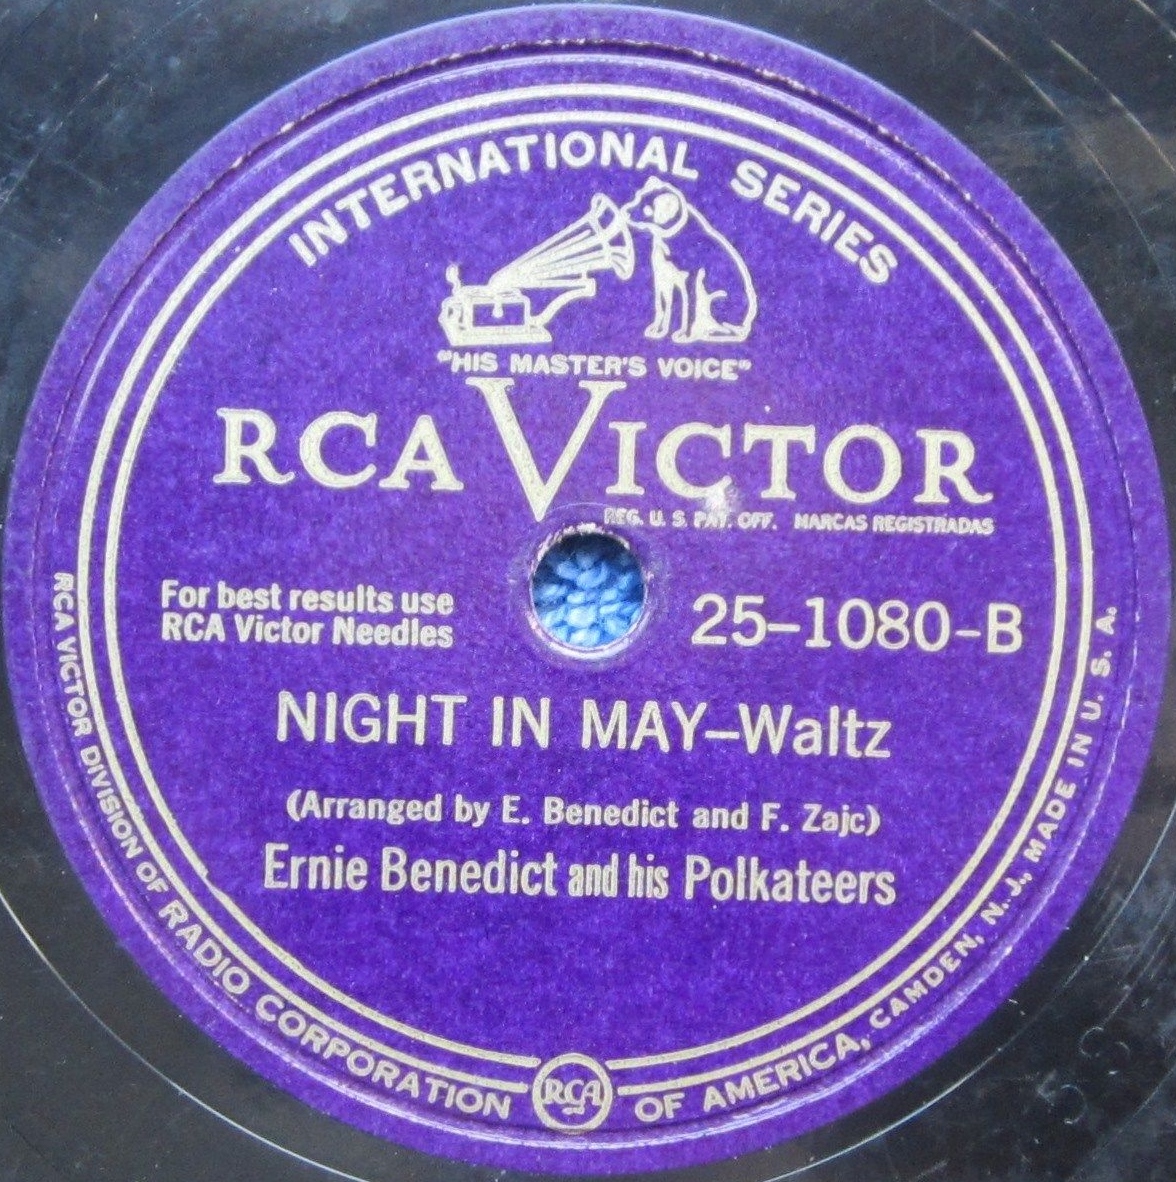 INTERNATIONAL SERIES
"HIS MASTER'S VOICE"
RCA VICTOR
REG. U. S. PAT. OFF. MARCAS REGISTRADAS
For best results use
RCA Victor Needles
25-1080-B
NIGHT IN MAY—Waltz
(Arranged by E. Benedict and F. Zajc)
Ernie Benedict and his Polkateers
RCA VICTOR DIVISION OF RADIO CORPORATION OF AMERICA, CAMDEN, N. J., MADE IN U. S. A.
RCA